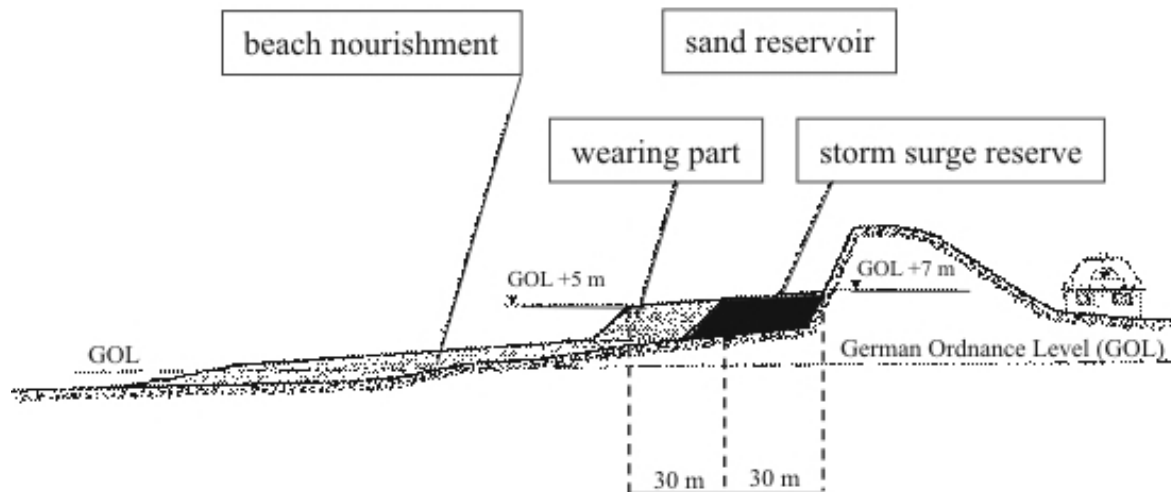 beach nourishment
sand reservoir
wearing part
storm surge reserve
GOL +5 m
GOL +7 m
GOL
German Ordnance Level (GOL)
30 m
30 m